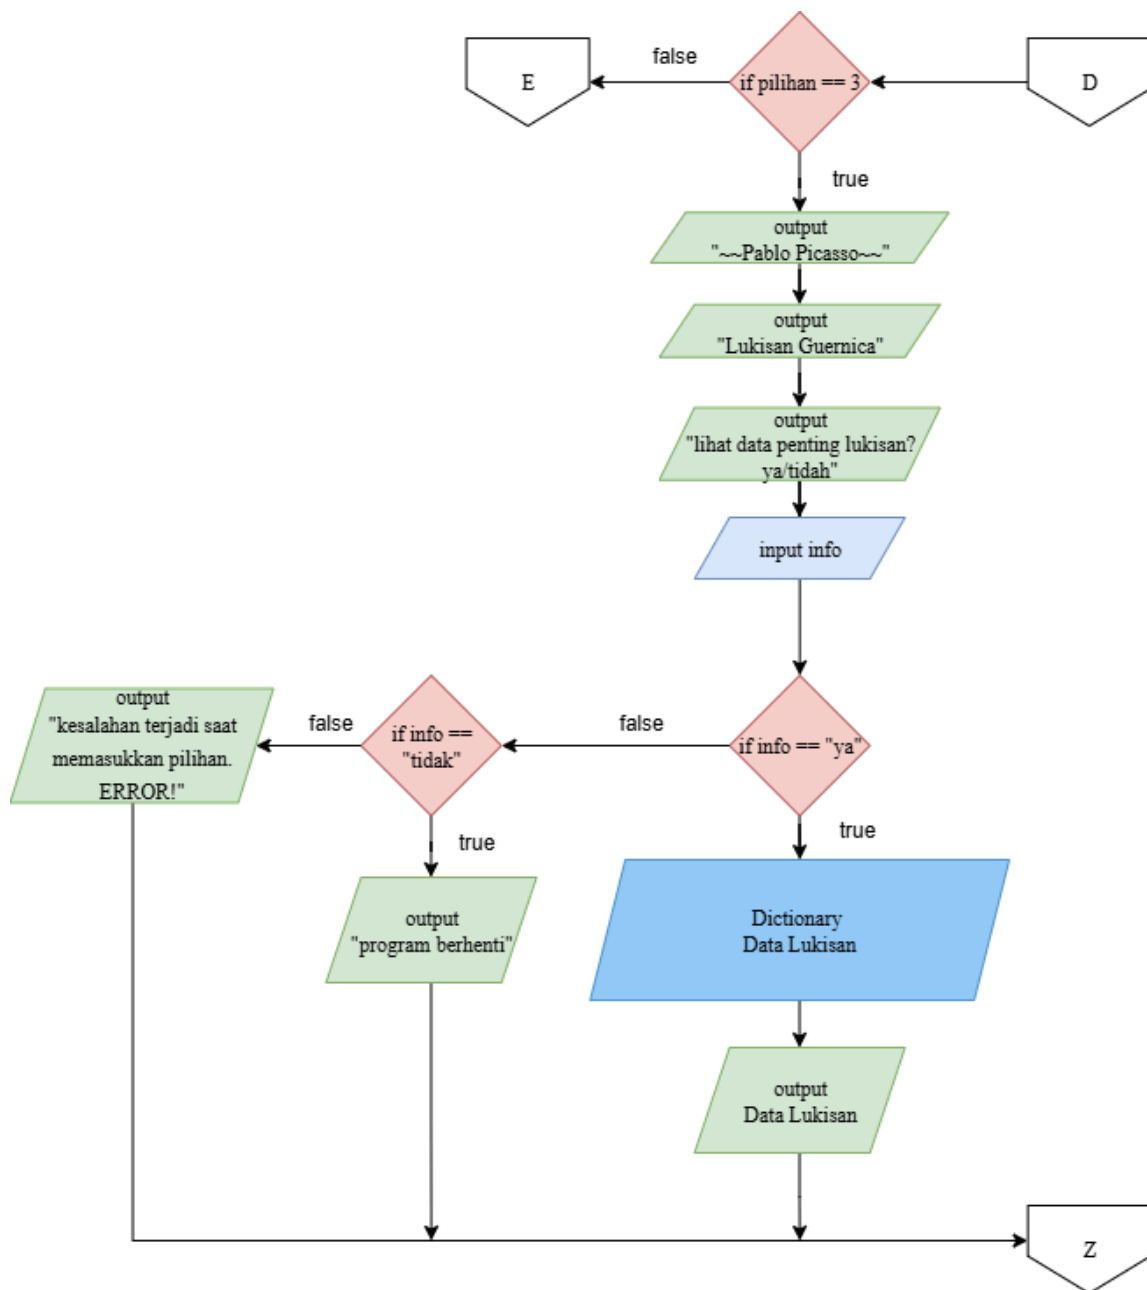 false
E
if pilihan == 3
D
true
output
"~~Pablo Picasso~~"
output
"Lukisan Guernica"
output
"lihat data penting lukisan?
ya/tidah"
input info
output
"kesalahan terjadi saat
memasukkan pilihan.
ERROR!"
false
if info ==
"tidak"
false
if info == "ya"
true
true
output
"program berhenti"
Dictionary
Data Lukisan
output
Data Lukisan
Z